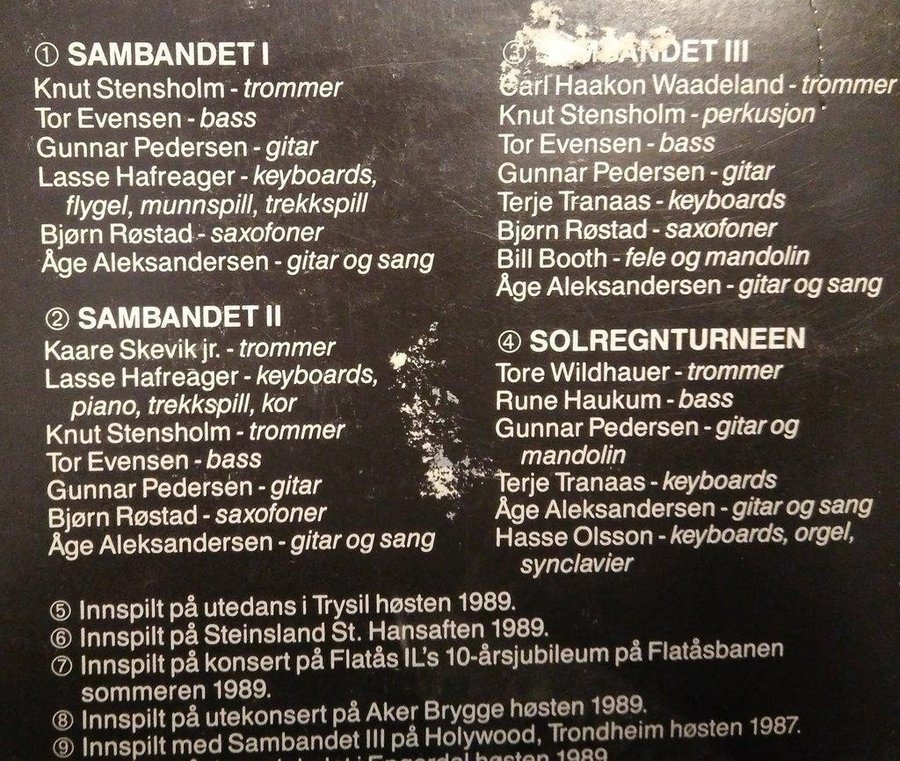 ① SAMBANDET I
Knut Stensholm - trommer
Tor Evensen - bass
Gunnar Pedersen - gitar
Lasse Hafreager - keyboards,
flygel, munnspill, trekkspill
Bjørn Røstad - saxofoner
Åge Aleksandersen - gitar og sang
② SAMBANDET II
Kaare Skevik jr. - trommer
Lasse Hafreager - keyboards,
piano, trekkspill, kor
Knut Stensholm - trommer
Tor Evensen - bass
Gunnar Pedersen - gitar
Bjørn Røstad - saxofoner
Åge Aleksandersen - gitar og sang
③ SAMBANDET III
Carl Haakon Waadeland - trommer
Knut Stensholm - perkusjon
Tor Evensen - bass
Gunnar Pedersen - gitar
Terje Tranaas - keyboards
Bjørn Røstad - saxofoner
Bill Booth - fele og mandolin
Åge Aleksandersen - gitar og sang
④ SOLREGNTURNEEN
Tore Wildhauer - trommer
Rune Haukum - bass
Gunnar Pedersen - gitar og
mandolin
Terje Tranaas - keyboards
Åge Aleksandersen - gitar og sang
Hasse Olsson - keyboards, orgel,
synclavier
⑤ Innspilt på utedans i Trysil høsten 1989.
⑥ Innspilt på Steinsland St. Hansaften 1989.
⑦ Innspilt på konsert på Flatås IL's 10-årsjubileum på Flatåsbanen
sommeren 1989.
⑧ Innspilt på utekonsert på Aker Brygge høsten 1989.
⑨ Innspilt med Sambandet III på Holywood, Trondheim høsten 1987.
i Engerdal høsten 1989